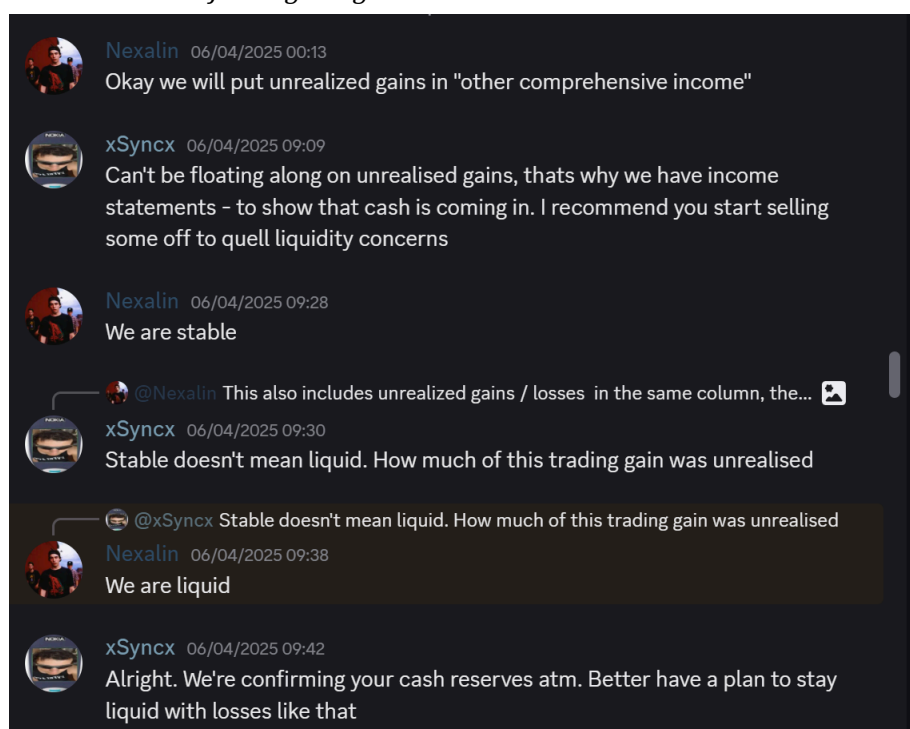 Nexalin 06/04/2025 00:13
Okay we will put unrealized gains in "other comprehensive income"
xSyncx 06/04/2025 09:09
Can't be floating along on unrealised gains, thats why we have income
statements - to show that cash is coming in. I recommend you start selling
some off to quell liquidity concerns
Nexalin 06/04/2025 09:28
We are stable
@Nexalin This also includes unrealized gains / losses in the same column, the...
xSyncx 06/04/2025 09:30
Stable doesn't mean liquid. How much of this trading gain was unrealised
@xSyncx Stable doesn't mean liquid. How much of this trading gain was unrealised
Nexalin 06/04/2025 09:38
We are liquid
xSyncx 06/04/2025 09:42
Alright. We're confirming your cash reserves atm. Better have a plan to stay
liquid with losses like that